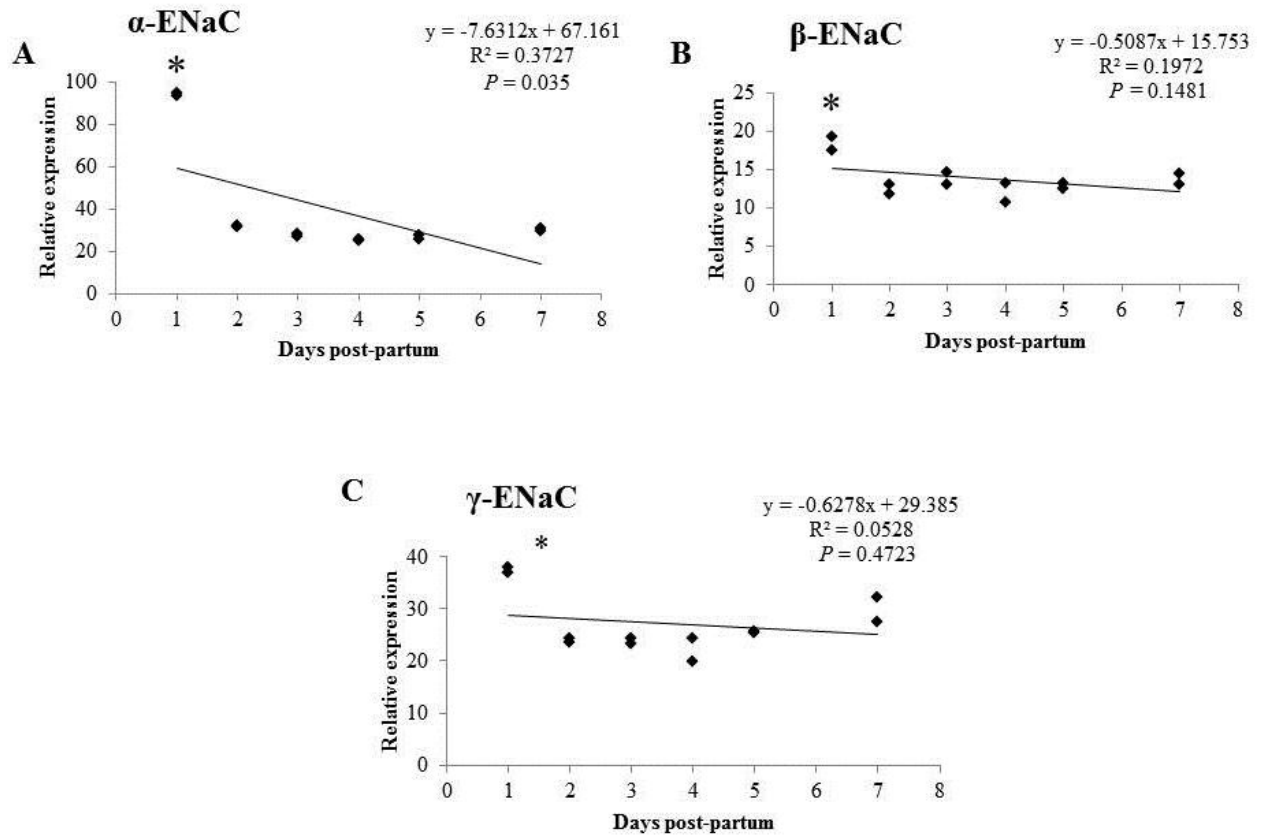 A
α-ENaC
y = -7.6312x + 67.161
R² = 0.3727
P = 0.035
*
100
80
60
40
20
0
Relative expression
0 1 2 3 4 5 6 7 8
Days post-partum
B
β-ENaC
y = -0.5087x + 15.753
R² = 0.1972
P = 0.1481
*
25
20
15
10
5
0
Relative expression
0 1 2 3 4 5 6 7 8
Days post-partum
C
γ-ENaC
y = -0.6278x + 29.385
R² = 0.0528
P = 0.4723
*
40
30
20
10
0
Relative expression
0 1 2 3 4 5 6 7 8
Days post-partum